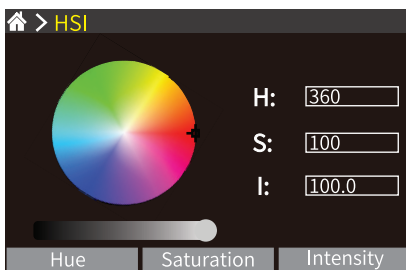 > HSI
H: 360
S: 100
I: 100.0
Hue Saturation Intensity